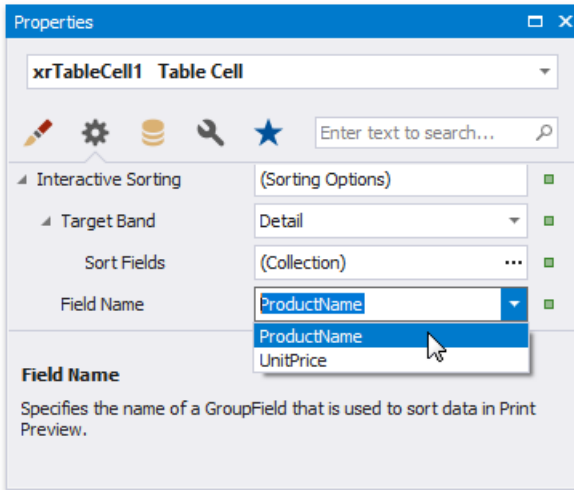 Properties
xrTableCell1 Table Cell
Enter text to search...
Interactive Sorting (Sorting Options)
Target Band Detail
Sort Fields (Collection) ...
Field Name ProductName
ProductName
UnitPrice
Field Name
Specifies the name of a GroupField that is used to sort data in Print
Preview.